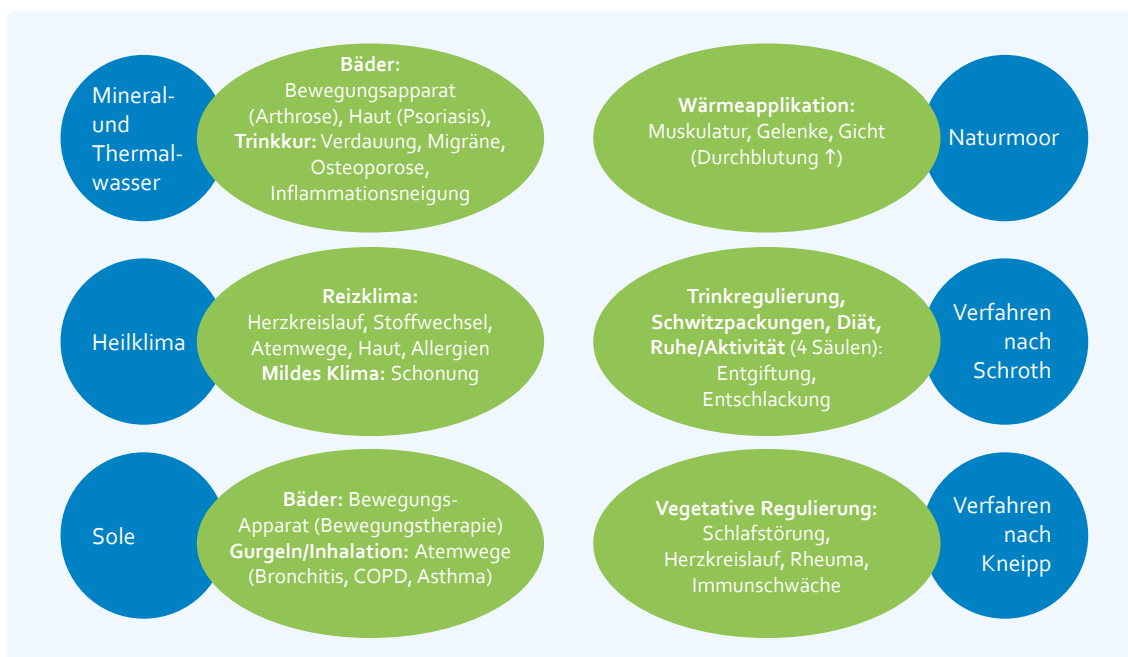 Mineral-
und
Thermal-
wasser
Bäder:
Bewegungsapparat
(Arthrose), Haut (Psoriasis),
Trinkkur: Verdauung, Migräne,
Osteoporose,
Inflammationsneigung
Wärmeapplikation:
Muskulatur, Gelenke, Gicht
(Durchblutung ↑)
Naturmoor
Heilklima
Reizklima:
Herzkreislauf, Stoffwechsel,
Atemwege, Haut, Allergien
Mildes Klima: Schonung
Trinkregulierung,
Schwitzpackungen, Diät,
Ruhe/Aktivität (4 Säulen):
Entgiftung,
Entschlackung
Verfahren
nach
Schroth
Sole
Bäder: Bewegungs-
Apparat (Bewegungstherapie)
Gurgeln/Inhalation: Atemwege
(Bronchitis, COPD, Asthma)
Vegetative Regulierung:
Schlafstörung,
Herzkreislauf, Rheuma,
Immunschwäche
Verfahren
nach
Kneipp